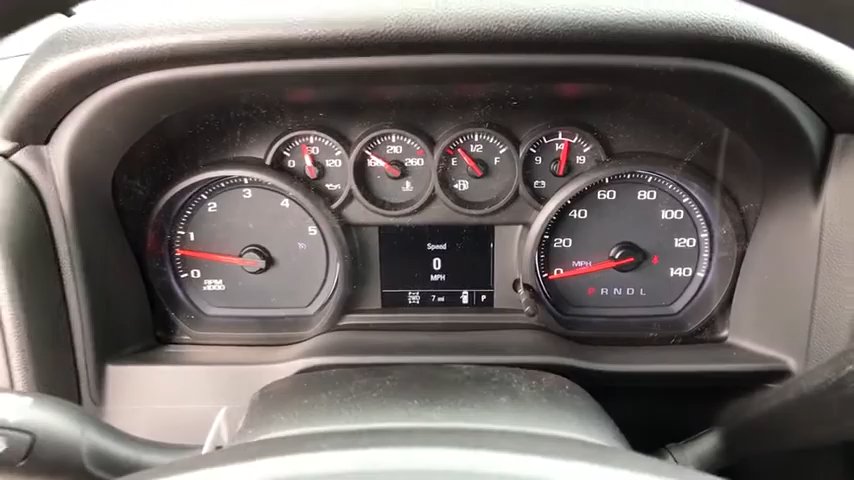 60 120
0
160 210 260
E 1/2 F
9 14 19
0 1 2 3 4 5
RPM
x1000
Speed
0
MPH
2WD 7 mi P
0 20 40 60 80 100 120 140
MPH
P R N D L